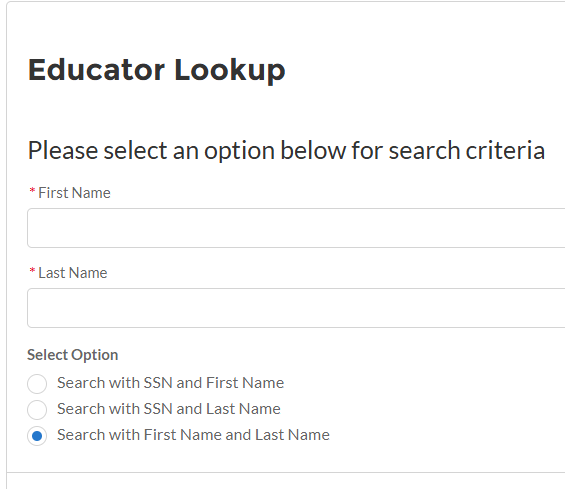 Educator Lookup
Please select an option below for search criteria
* First Name
* Last Name
Select Option
Search with SSN and First Name
Search with SSN and Last Name
Search with First Name and Last Name